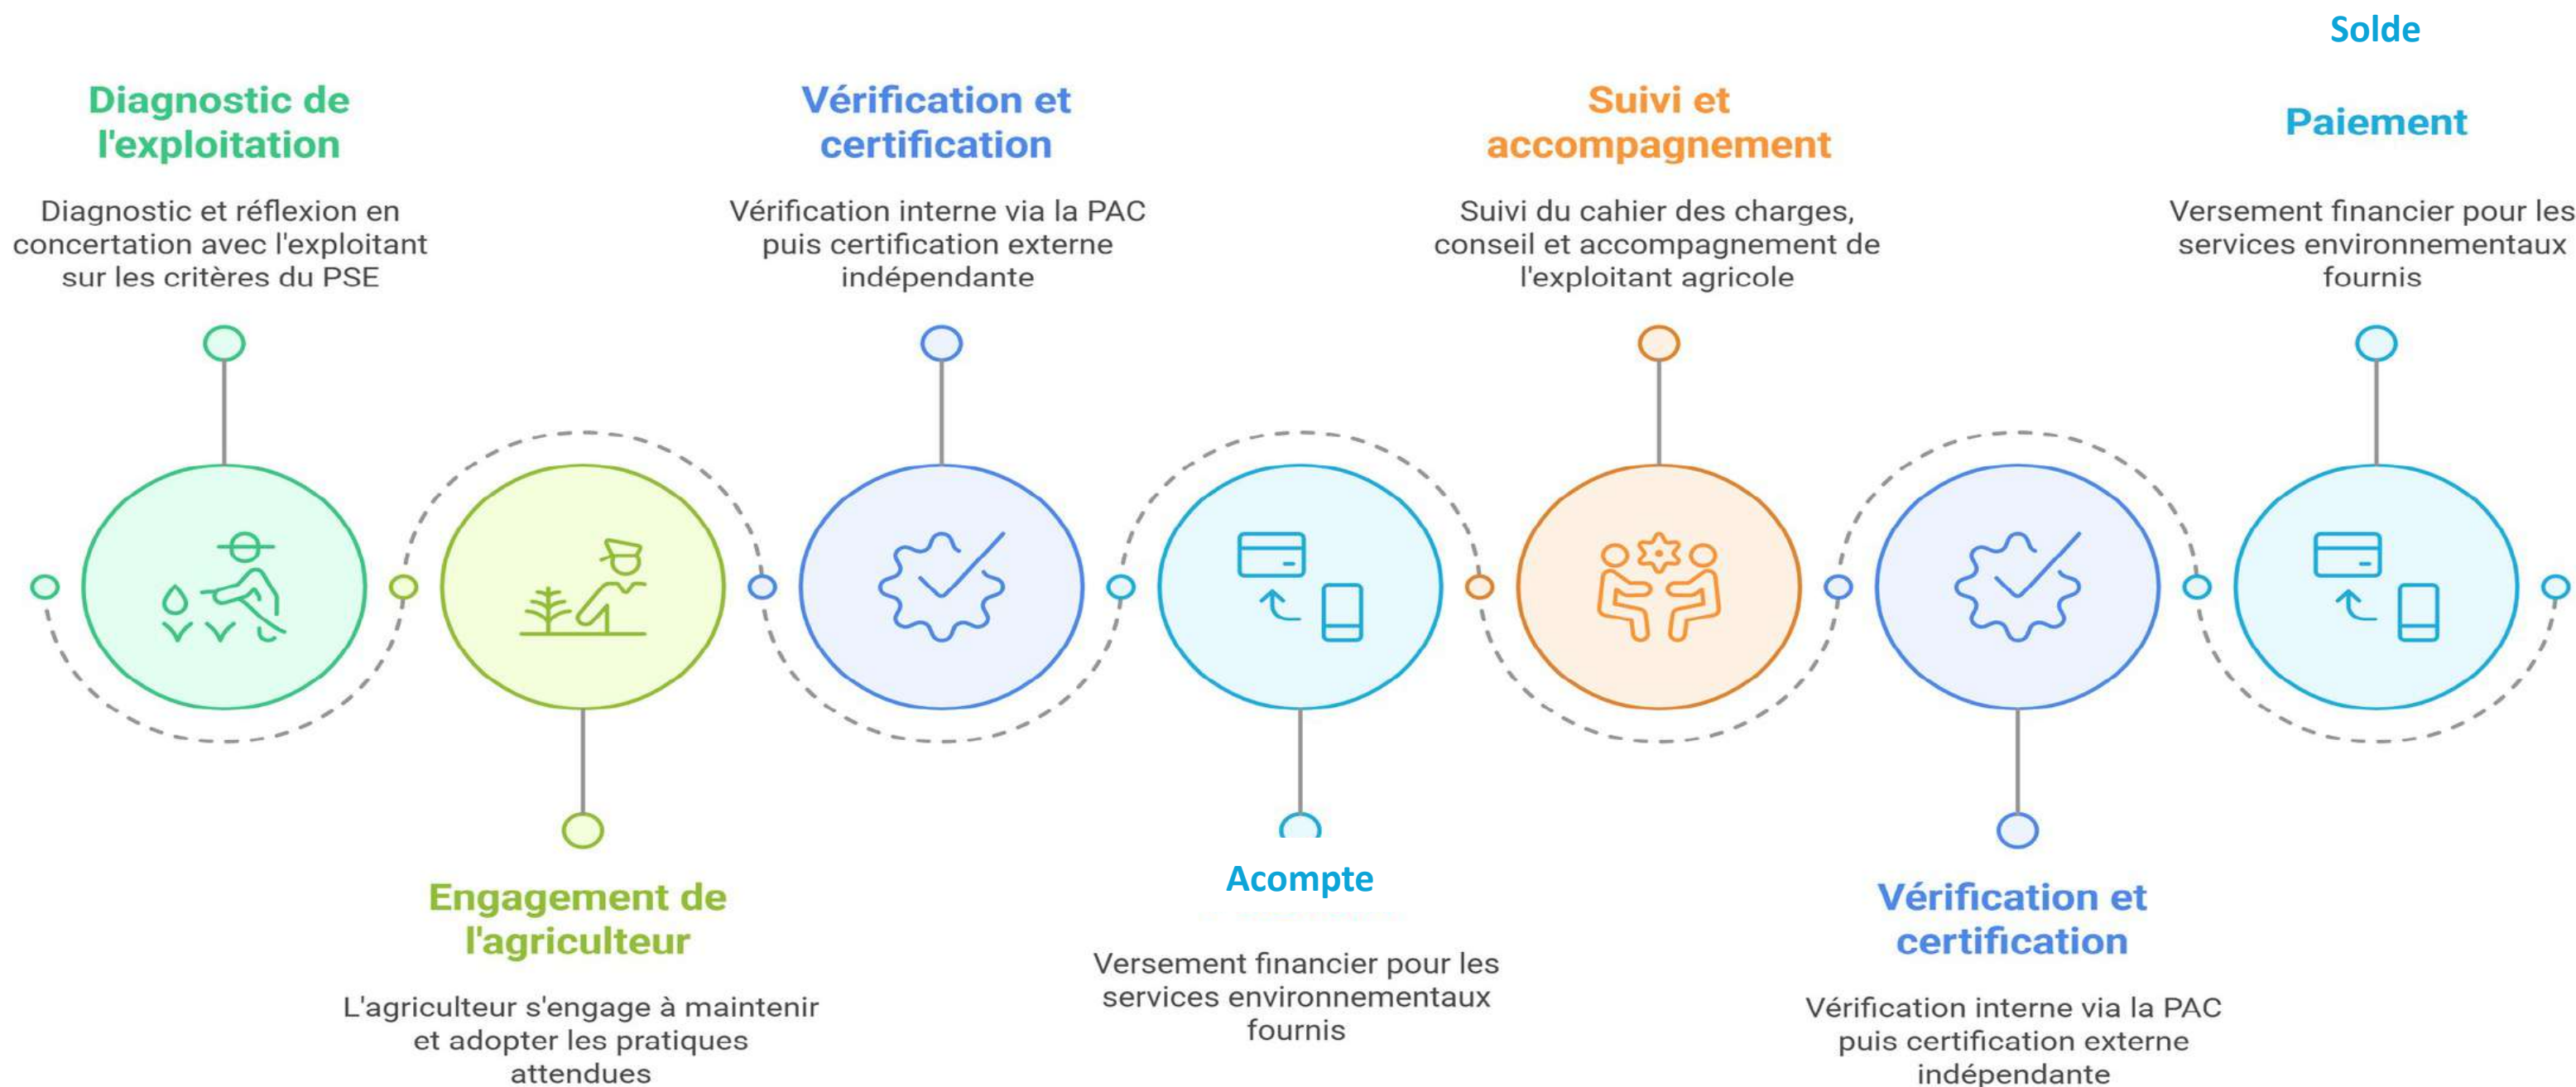 Diagnostic de
l'exploitation
Diagnostic et réflexion en
concertation avec l'exploitant
sur les critères du PSE
Engagement de
l'agriculteur
L'agriculteur s'engage à maintenir
et adopter les pratiques
attendues
Vérification et
certification
Vérification interne via la PAC
puis certification externe
indépendante
Acompte
Versement financier pour les
services environnementaux
fournis
Suivi et
accompagnement
Suivi du cahier des charges,
conseil et accompagnement de
l'exploitant agricole
Vérification et
certification
Vérification interne via la PAC
puis certification externe
indépendante
Solde
Paiement
Versement financier pour les
services environnementaux
fournis